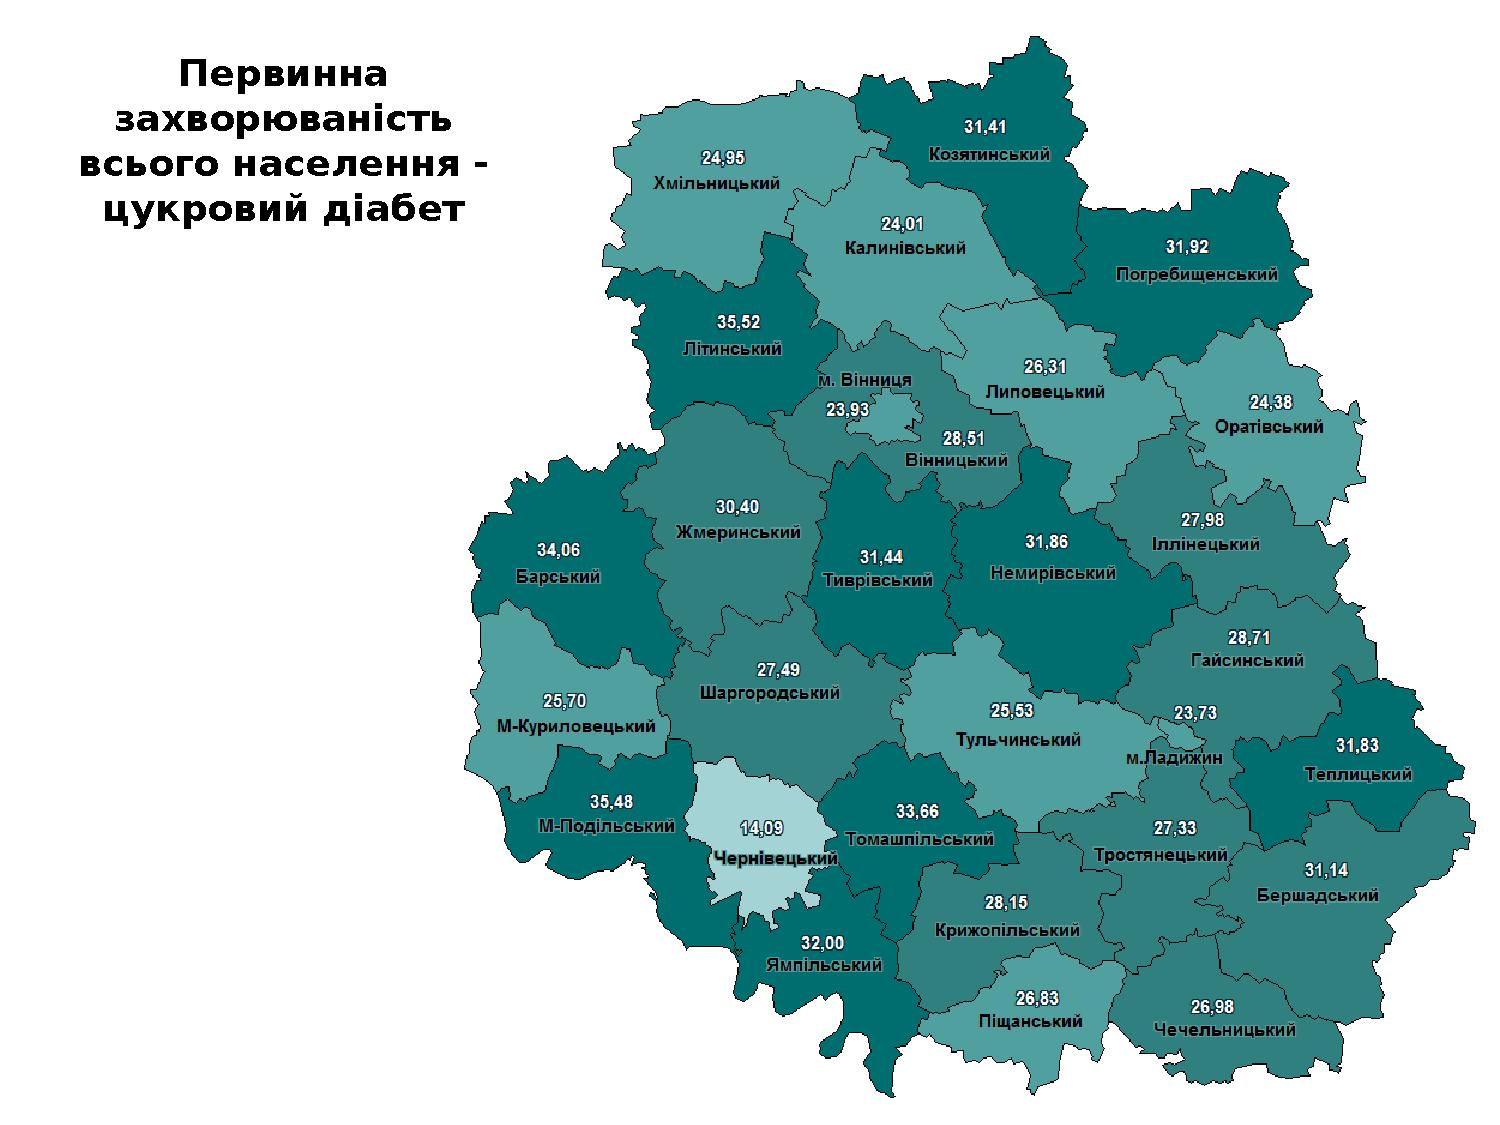 Первинна
захворюваність
всього населення -
цукровий діабет
31,41
Козятинський
24,95
Хмільницький
24,01
Калинівський
31,92
Погребищенський
35,52
Літинський
26,31
Липовецький
м. Вінниця
23,93
24,38
Оратівський
28,51
Вінницький
30,40
Жмеринський
27,98
Іллінецький
34,06
Барський
31,44
Тиврівський
31,86
Немирівський
28,71
Гайсинський
27,49
Шаргородський
25,70
М-Куриловецький
25,53
Тульчинський
23,73
м.Ладижин
31,83
Теплицький
35,48
М-Подільський
14,09
Чернівецький
33,66
Томашпільський
27,33
Тростянецький
31,14
Бершадський
28,15
Крижопільський
32,00
Ямпільський
26,83
Піщанський
26,98
Чечельницький